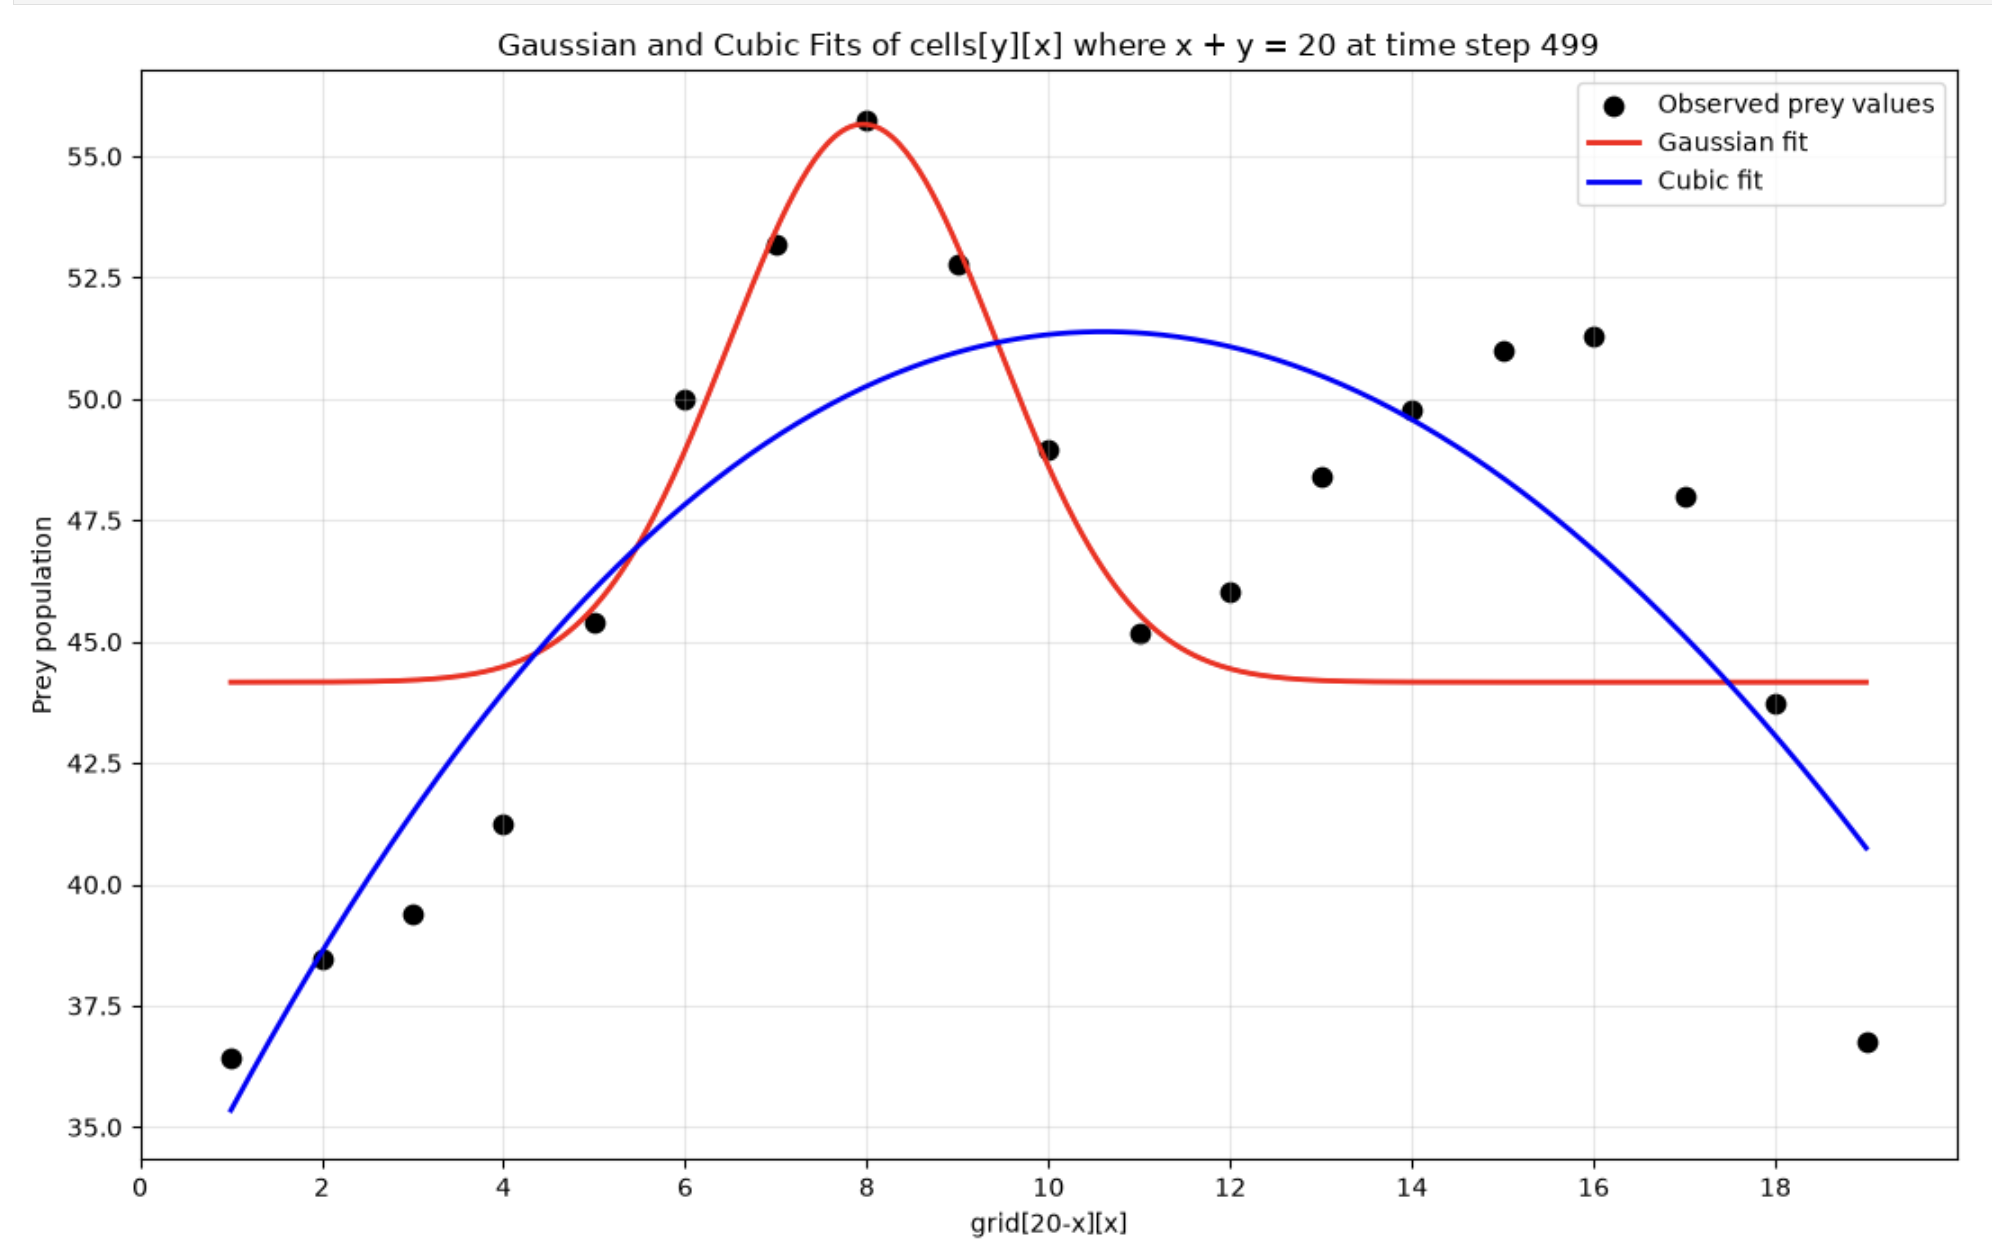 Gaussian and Cubic Fits of cells[y][x] where x + y = 20 at time step 499
Observed prey values
Gaussian fit
Cubic fit
55.0
52.5
50.0
47.5
45.0
42.5
40.0
37.5
35.0
Prey population
0 2 4 6 8 10 12 14 16 18
grid[20-x][x]